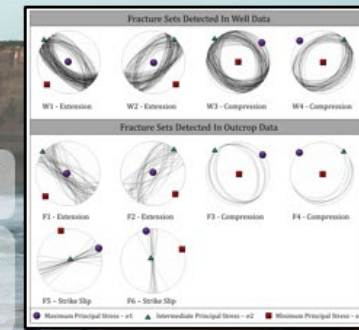 Fracture Sets Detected In Well Data
W1 - Extension W2 - Extension W3 - Compression W4 - Compression
Fracture Sets Detected In Outcrop Data
F1 - Extension F2 - Extension F3 - Compression F4 - Compression
F5 – Strike Slip F6 – Strike Slip
Maximum Principal Stress – σ1 Intermediate Principal Stress – σ2 Minimum Principal Stress –